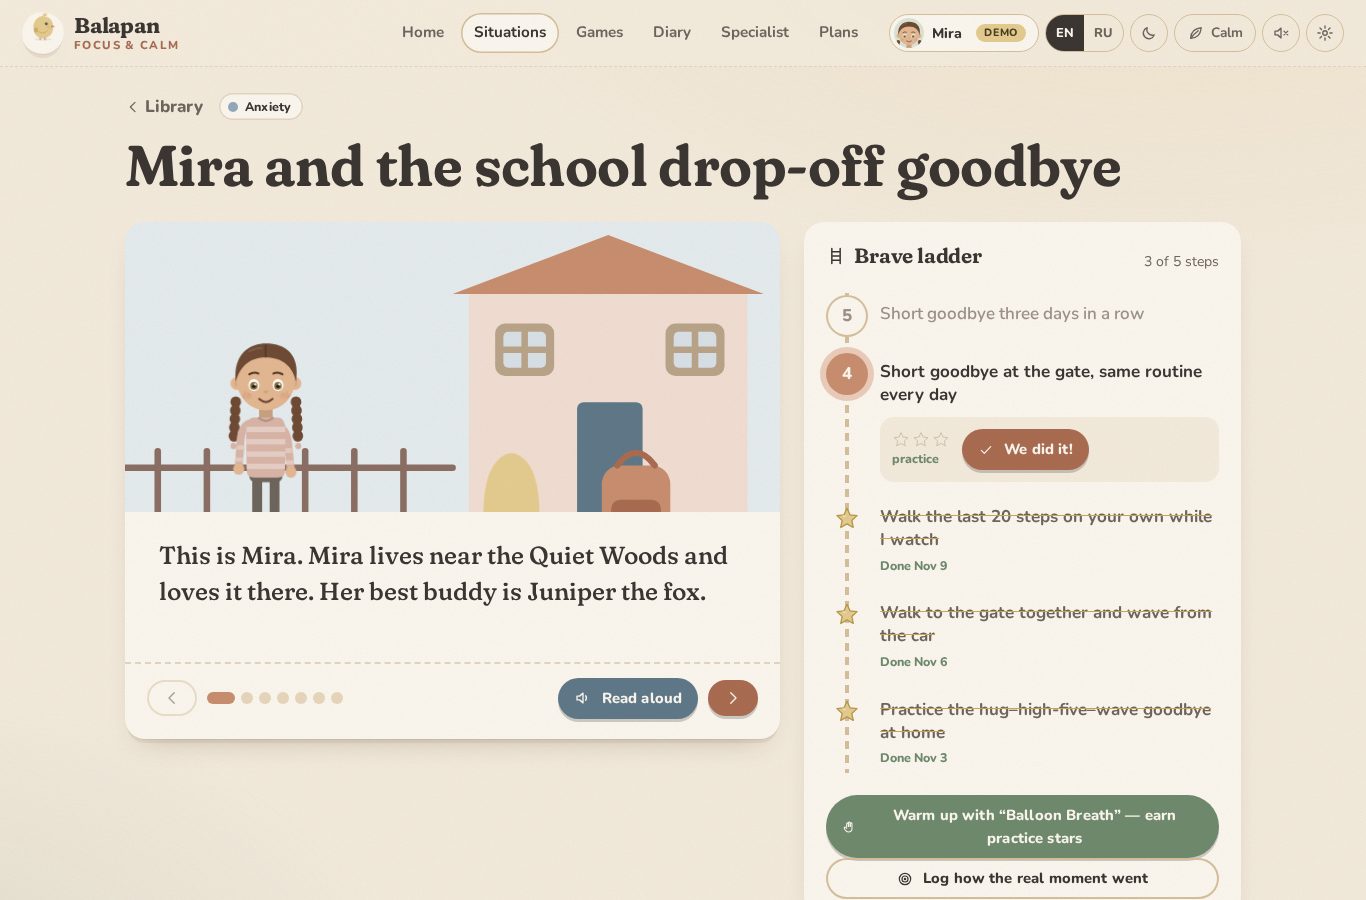 Balapan
FOCUS & CALM
Home
Situations
Games
Diary
Specialist
Plans
Mira
DEMO
EN
RU
Calm
Library
Anxiety
Mira and the school drop-off goodbye
This is Mira. Mira lives near the Quiet Woods and
loves it there. Her best buddy is Juniper the fox.
Read aloud
Brave ladder
3 of 5 steps
5
Short goodbye three days in a row
4
Short goodbye at the gate, same routine
every day
practice
We did it!
Walk the last 20 steps on your own while
I watch
Done Nov 9
Walk to the gate together and wave from
the car
Done Nov 6
Practice the hug–high-five–wave goodbye
at home
Done Nov 3
Warm up with “Balloon Breath” — earn
practice stars
Log how the real moment went